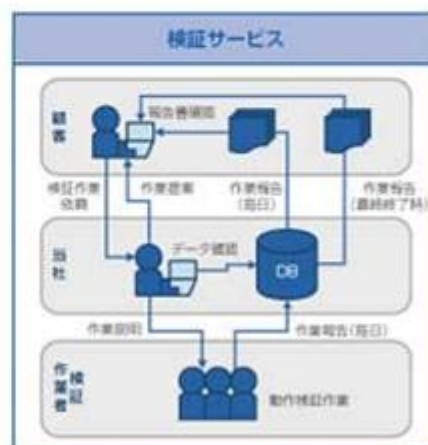 検証サービス
顧客
報告書確認
検証作業
依頼
作業提案
作業報告
(毎日)
作業報告
(最終終了時)
当社
データ確認
DB
作業説明
作業報告(毎日)
検証
作業者
動作検証作業